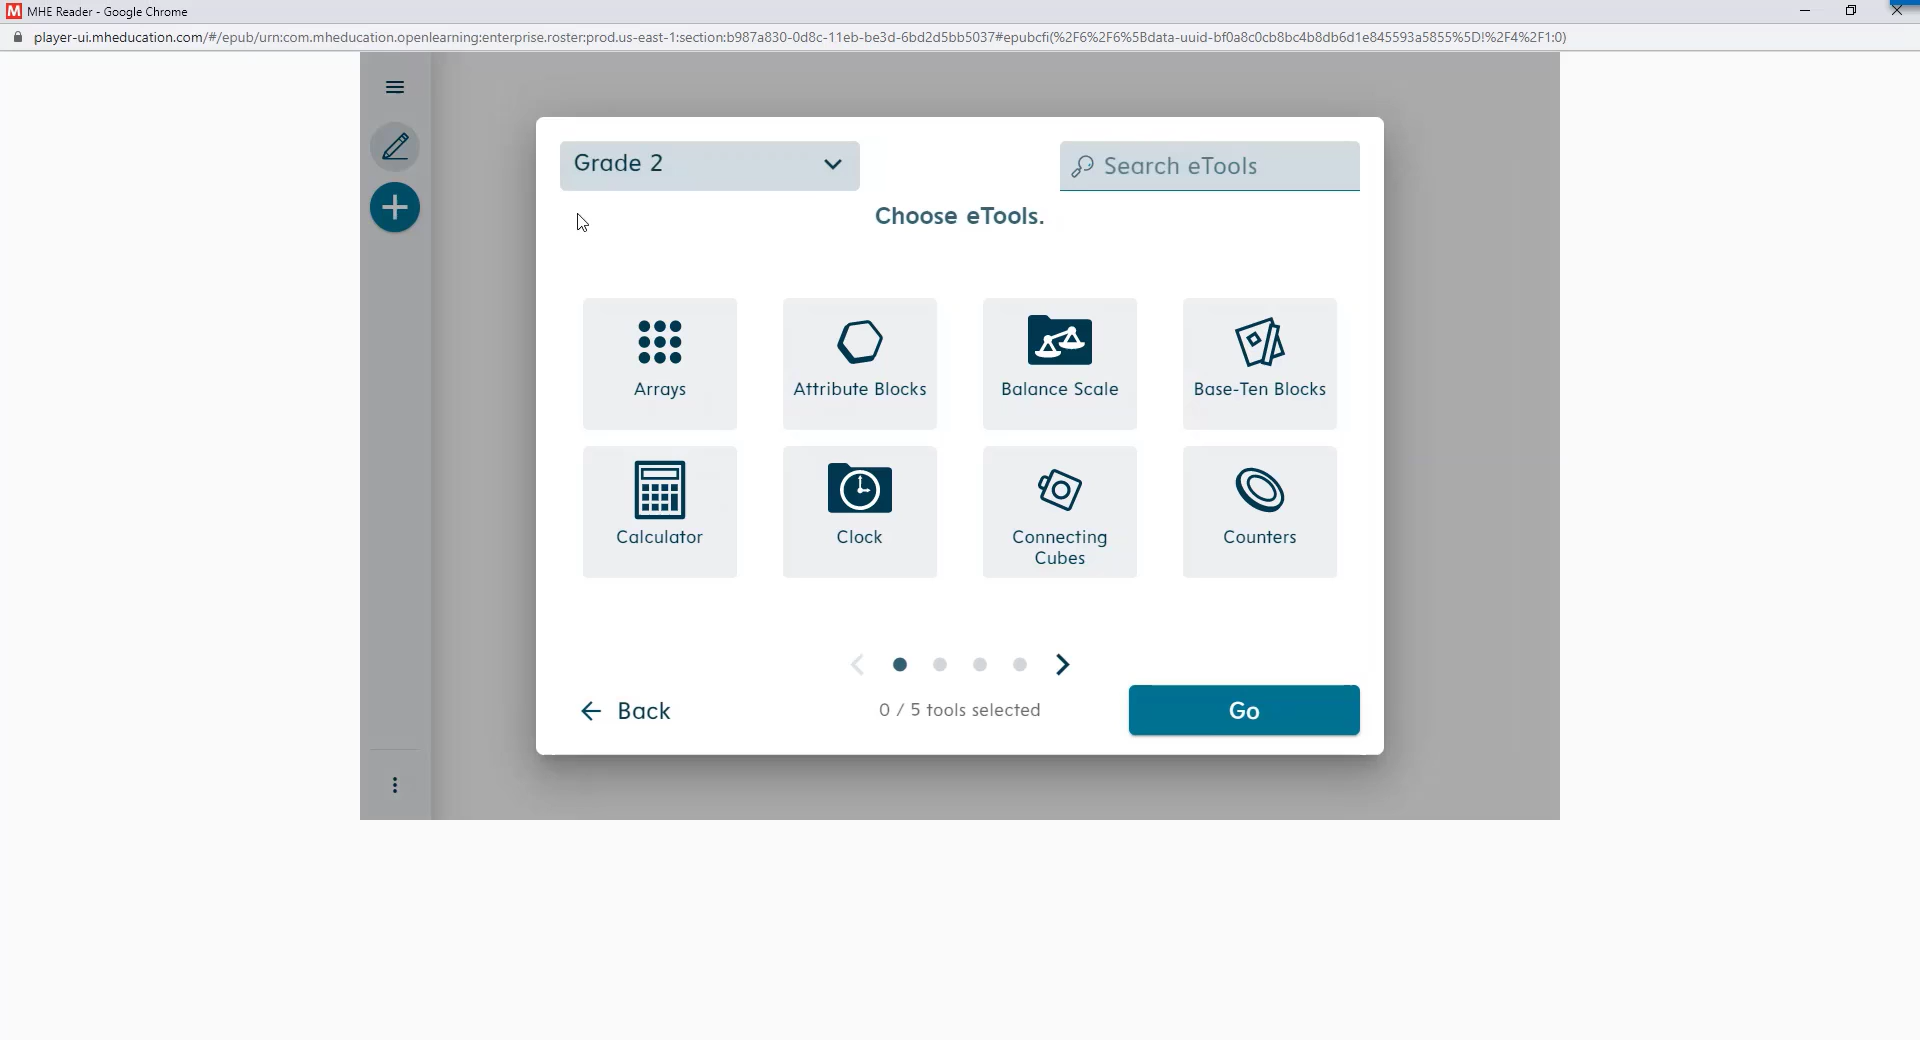 MHE Reader - Google Chrome
player-ui.mheducation.com/#/epub/urn:com.mheducation.openlearning:enterprise.roster:prod.us-east-1:section:b987a830-0d8c-11eb-be3d-6bd2d5bb5037#epubcfi(%2F6%2F6%5Bdata-uuid-bf0a8c0cb8bc4b8db6d1e845593a5855%5D!%2F4%2F1:0)
Grade 2
Search eTools
Choose eTools.
Arrays
Attribute Blocks
Balance Scale
Base-Ten Blocks
Calculator
Clock
Connecting
Cubes
Counters
Back
0 / 5 tools selected
Go